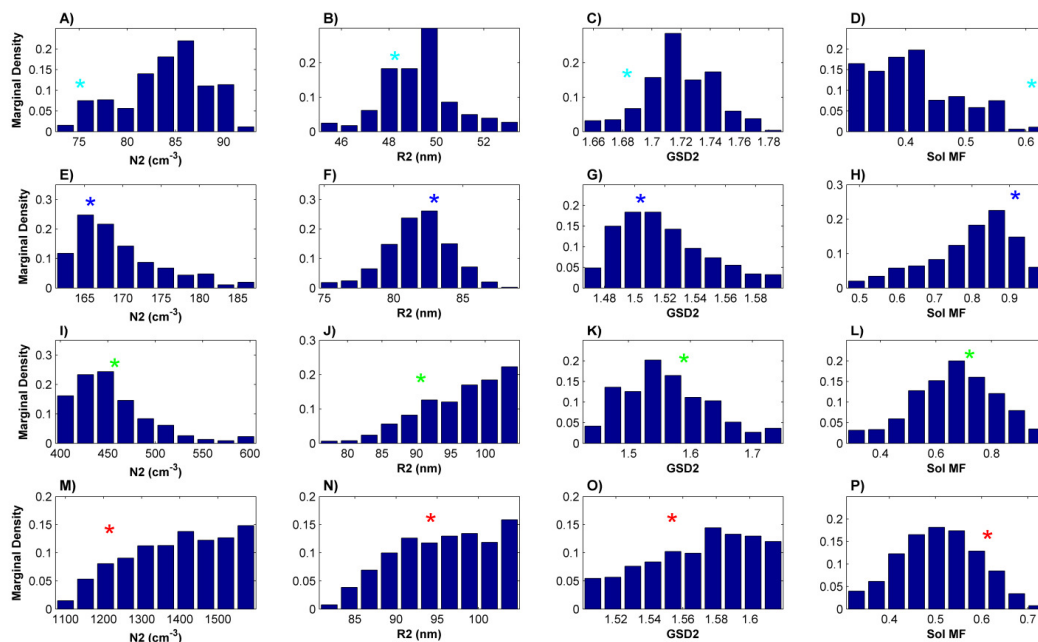 A) B) C) D)
Marginal Density
0.2 0.15 0.1 0.05 0
75 80 85 90
N2 (cm-3)
0.2 0.1 0
46 48 50 52
R2 (nm)
0.2 0.1 0
1.66 1.68 1.7 1.72 1.74 1.76 1.78
GSD2
0.2 0.15 0.1 0.05 0
0.4 0.5 0.6
Sol MF
E) F) G) H)
Marginal Density
0.3 0.2 0.1 0
165 170 175 180 185
N2 (cm-3)
0.3 0.2 0.1 0
75 80 85
R2 (nm)
0.2 0.15 0.1 0.05 0
1.48 1.5 1.52 1.54 1.56 1.58
GSD2
0.3 0.2 0.1 0
0.5 0.6 0.7 0.8 0.9
Sol MF
I) J) K) L)
Marginal Density
0.3 0.2 0.1 0
400 450 500 550 600
N2 (cm-3)
0.3 0.2 0.1 0
80 85 90 95 100
R2 (nm)
0.2 0.15 0.1 0.05 0
1.5 1.6 1.7
GSD2
0.2 0.15 0.1 0.05 0
0.4 0.6 0.8
Sol MF
M) N) O) P)
Marginal Density
0.2 0.15 0.1 0.05 0
1100 1200 1300 1400 1500
N2 (cm-3)
0.2 0.15 0.1 0.05 0
85 90 95 100
R2 (nm)
0.2 0.15 0.1 0.05 0
1.52 1.54 1.56 1.58 1.6
GSD2
0.2 0.15 0.1 0.05 0
0.4 0.5 0.6 0.7
Sol MF